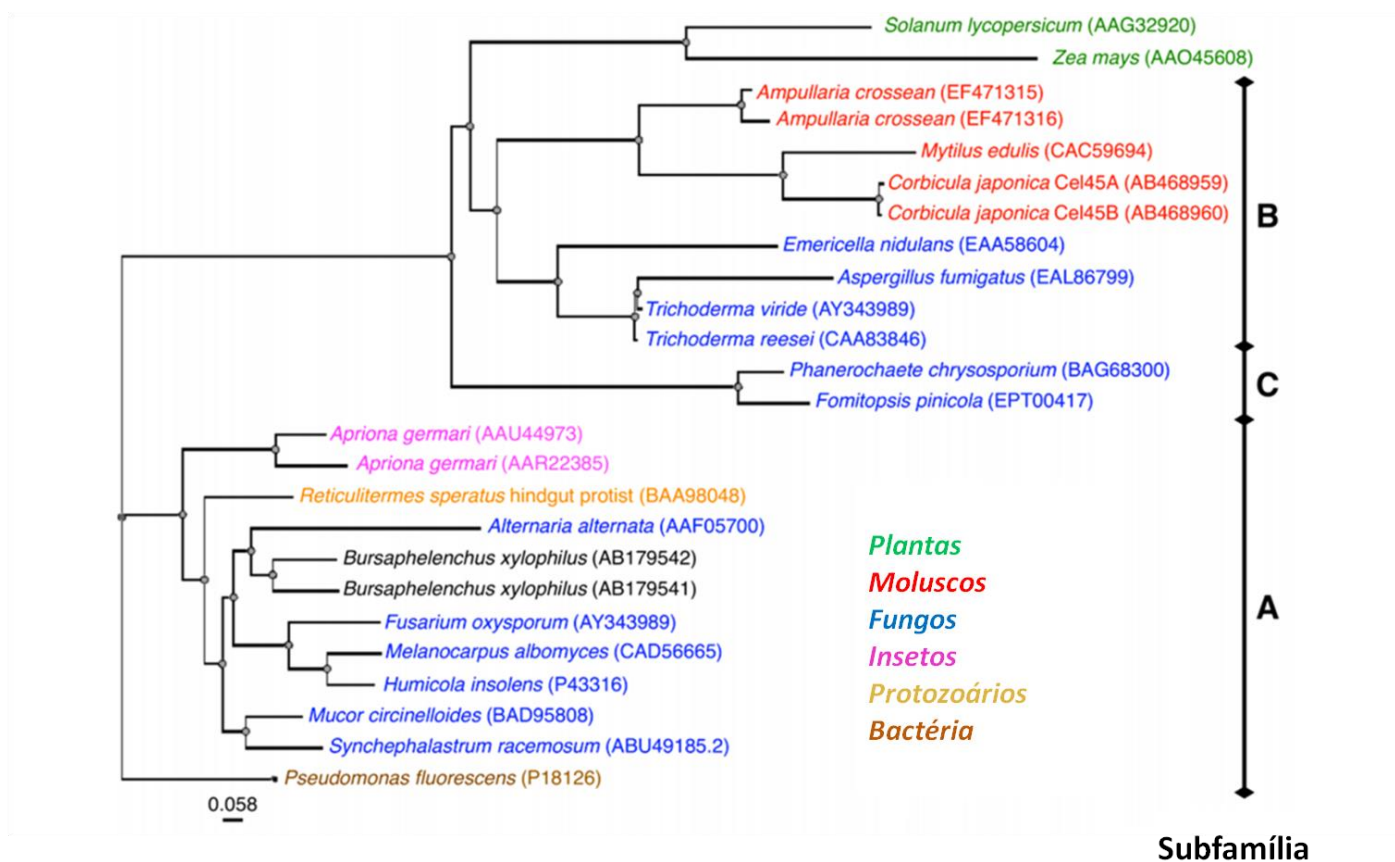 Solanum lycopersicum (AAG32920)
Zea mays (AAO45608)
Ampullaria crossean (EF471315)
Ampullaria crossean (EF471316)
Mytilus edulis (CAC59694)
Corbicula japonica Cel45A (AB468959)
Corbicula japonica Cel45B (AB468960)
B
Emericella nidulans (EAA58604)
Aspergillus fumigatus (EAL86799)
Trichoderma viride (AY343989)
Trichoderma reesei (CAA83846)
Phanerochaete chrysosporium (BAG68300)
C
Fomitopsis pinicola (EPT00417)
Apriona germari (AAU44973)
Apriona germari (AAR22385)
Reticulitermes speratus hindgut protist (BAA98048)
Alternaria alternata (AAF05700)
Bursaphelenchus xylophilus (AB179542)
Bursaphelenchus xylophilus (AB179541)
Fusarium oxysporum (AY343989)
Melanocarpus albomyces (CAD56665)
Humicola insolens (P43316)
Mucor circinelloides (BAD95808)
Synchephalastrum racemosum (ABU49185.2)
Pseudomonas fluorescens (P18126)
0.058
Plantas
Moluscos
Fungos
Insetos
Protozoários
Bactéria
A
Subfamília